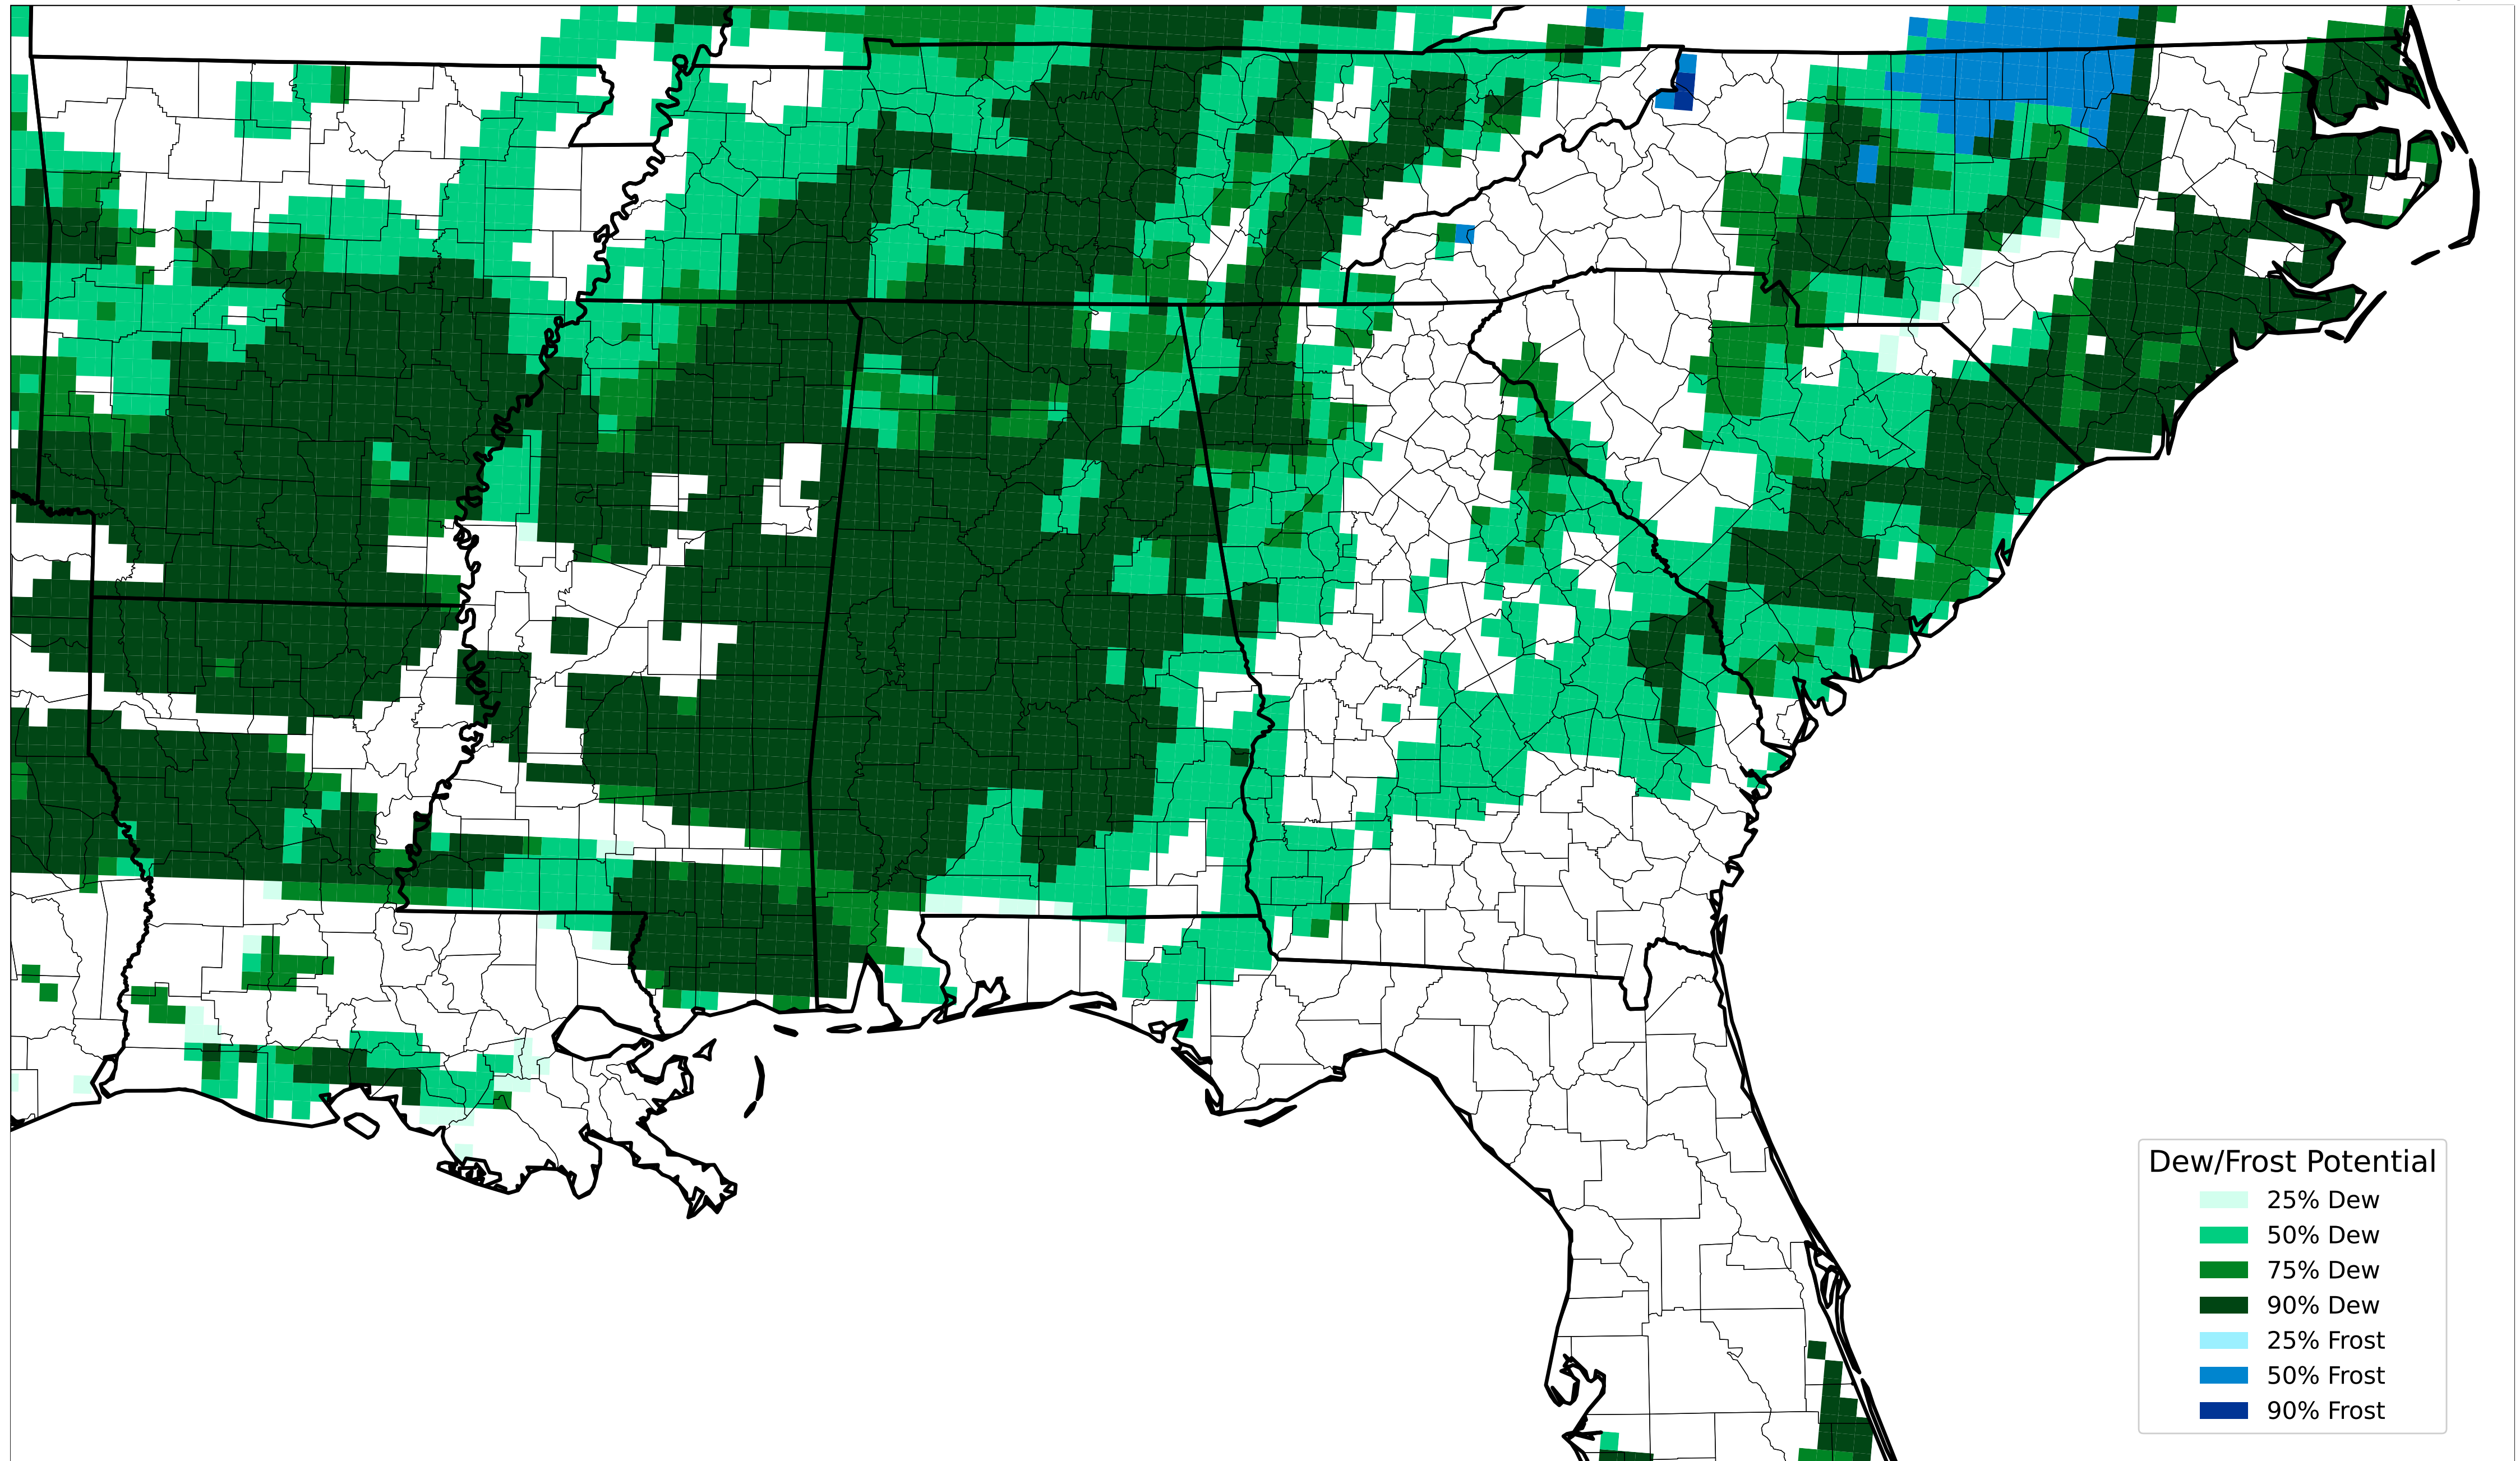 Dew/Frost Potential
25% Dew
50% Dew
75% Dew
90% Dew
25% Frost
50% Frost
90% Frost